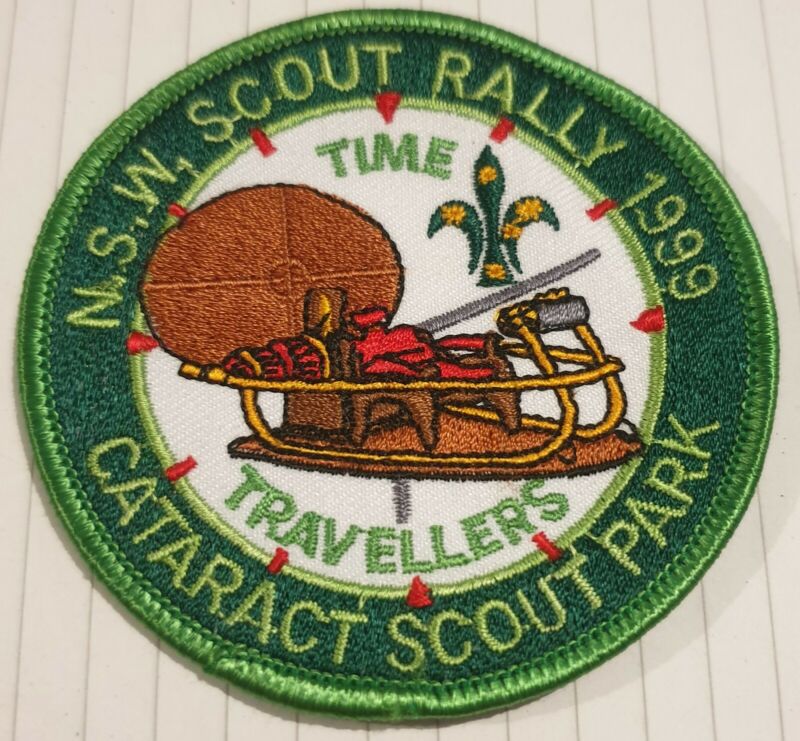 N.S.W. SCOUT RALLY 1999
TIME
TRAVELLERS
CATARACT SCOUT PARK